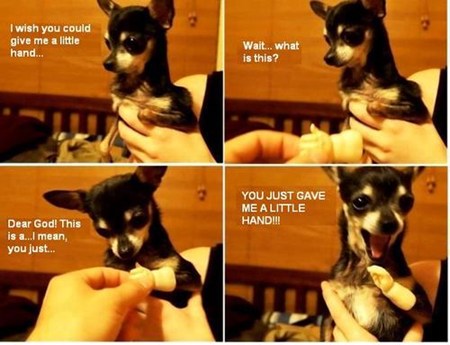 I wish you could
give me a little
hand...
Wait... what
is this?
Dear God! This
is a...I mean,
you just...
YOU JUST GAVE
ME A LITTLE
HAND!!!